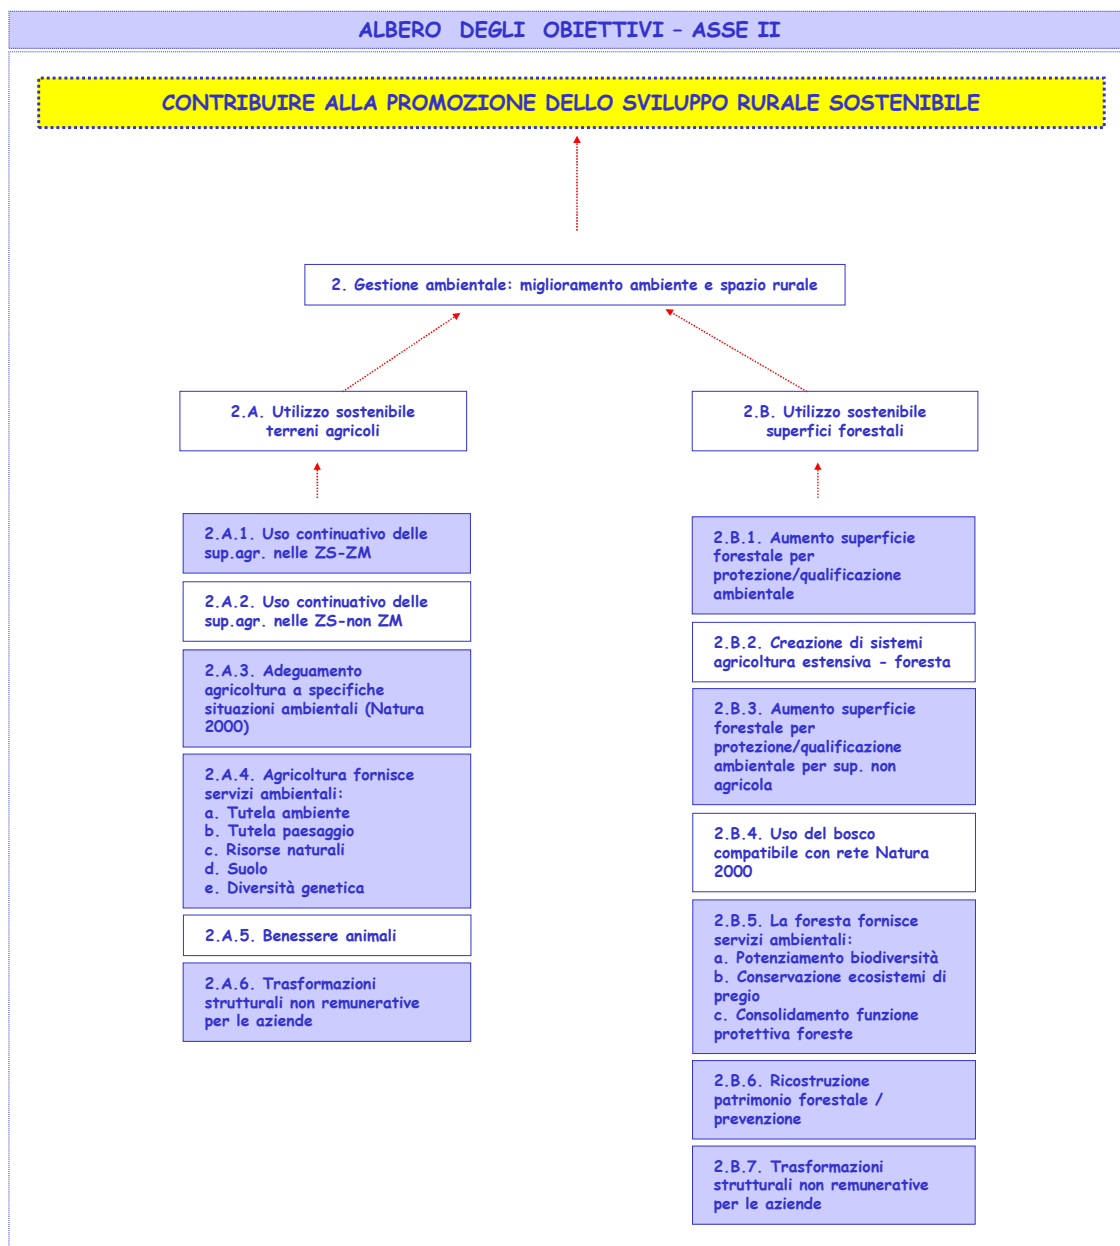 ALBERO DEGLI OBIETTIVI – ASSE II
CONTRIBUIRE ALLA PROMOZIONE DELLO SVILUPPO RURALE SOSTENIBILE
2. Gestione ambientale: miglioramento ambiente e spazio rurale
2.A. Utilizzo sostenibile
terreni agricoli
2.A.1. Uso continuativo delle
sup.agr. nelle ZS-ZM
2.A.2. Uso continuativo delle
sup.agr. nelle ZS-non ZM
2.A.3. Adeguamento
agricoltura a specifiche
situazioni ambientali (Natura
2000)
2.A.4. Agricoltura fornisce
servizi ambientali:
a. Tutela ambiente
b. Tutela paesaggio
c. Risorse naturali
d. Suolo
e. Diversità genetica
2.A.5. Benessere animali
2.A.6. Trasformazioni
strutturali non remunerative
per le aziende
2.B. Utilizzo sostenibile
superfici forestali
2.B.1. Aumento superficie
forestale per
protezione/qualificazione
ambientale
2.B.2. Creazione di sistemi
agricoltura estensiva – foresta
2.B.3. Aumento superficie
forestale per
protezione/qualificazione
ambientale per sup. non
agricola
2.B.4. Uso del bosco
compatibile con rete Natura
2000
2.B.5. La foresta fornisce
servizi ambientali:
a. Potenziamento biodiversità
b. Conservazione ecosistemi di
pregio
c. Consolidamento funzione
protettiva foreste
2.B.6. Ricostruzione
patrimonio forestale /
prevenzione
2.B.7. Trasformazioni
strutturali non remunerative
per le aziende